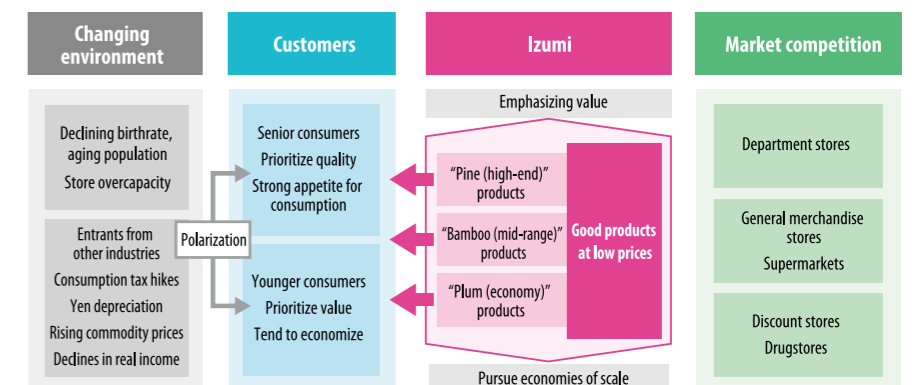 Changing
environment
Customers
Izumi
Market competition
Declining birthrate,
aging population
Store overcapacity
Entrants from
other industries
Consumption tax hikes
Yen depreciation
Rising commodity prices
Declines in real income
Polarization
Senior consumers
Prioritize quality
Strong appetite for
consumption
Younger consumers
Prioritize value
Tend to economize
Emphasizing value
“Pine (high-end)”
products
“Bamboo (mid-range)”
products
“Plum (economy)”
products
Good products
at low prices
Pursue economies of scale
Department stores
General merchandise
stores
Supermarkets
Discount stores
Drugstores